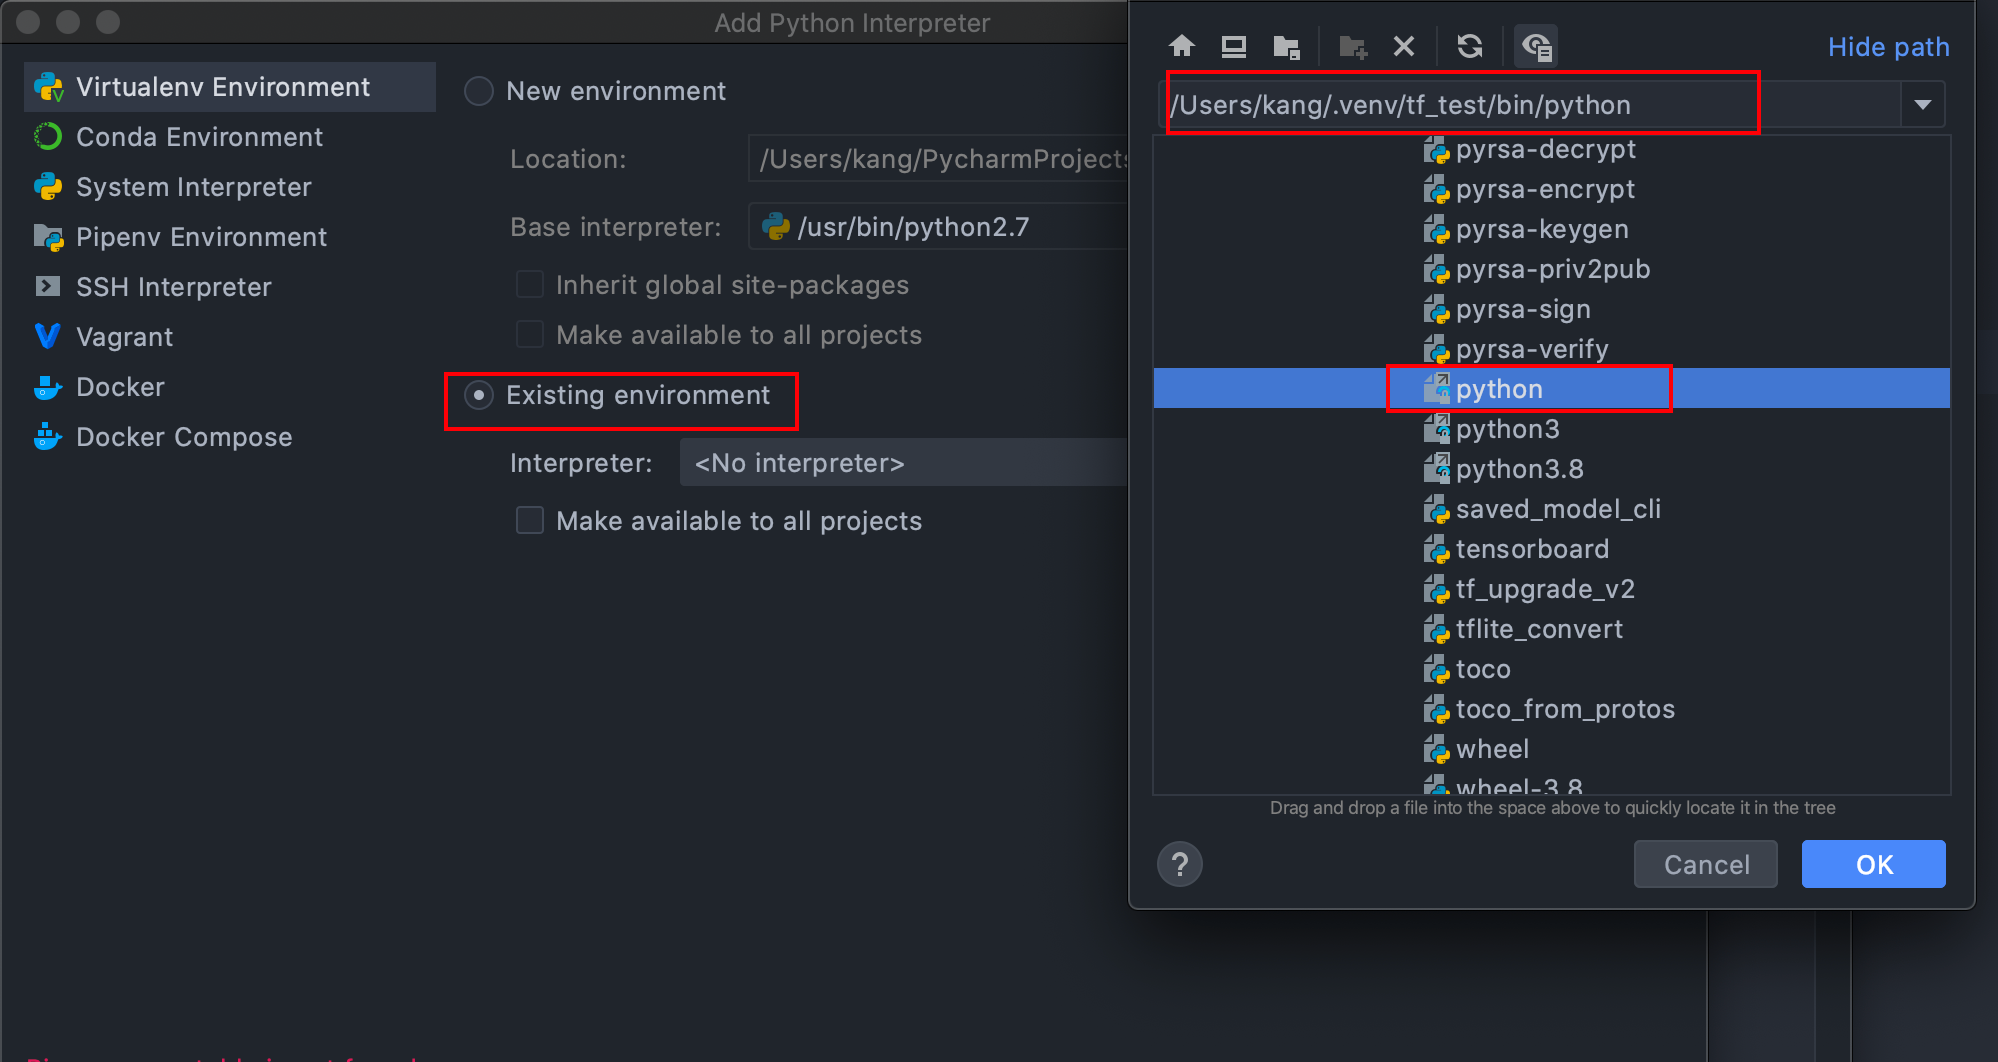 Add Python Interpreter
Virtualenv Environment
Conda Environment
System Interpreter
Pipenv Environment
SSH Interpreter
Vagrant
Docker
Docker Compose
New environment
Location: /Users/kang/PycharmProjects
Base interpreter: /usr/bin/python2.7
Inherit global site-packages
Make available to all projects
Existing environment
Interpreter: <No interpreter>
Make available to all projects
Hide path
/Users/kang/.venv/tf_test/bin/python
pyrsa-decrypt
pyrsa-encrypt
pyrsa-keygen
pyrsa-priv2pub
pyrsa-sign
pyrsa-verify
python
python3
python3.8
saved_model_cli
tensorboard
tf_upgrade_v2
tflite_convert
toco
toco_from_protos
wheel
wheel-3.8
Drag and drop a file into the space above to quickly locate it in the tree
?
Cancel
OK